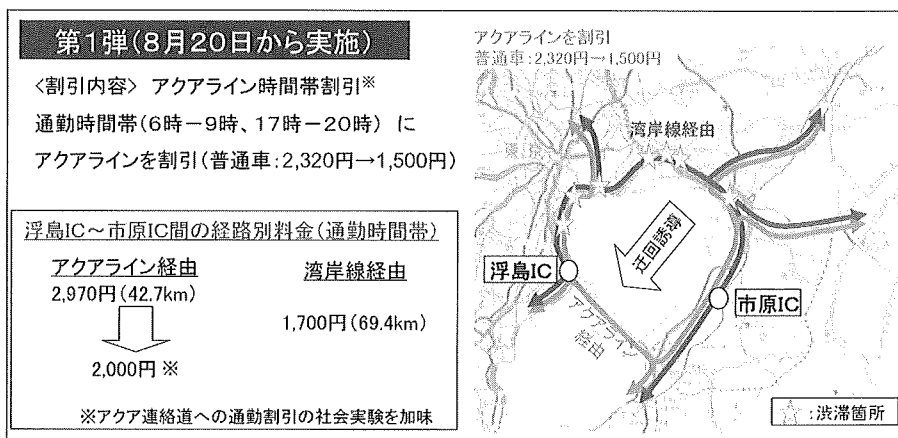 第1弾(8月20日から実施)
<割引内容> アクアライン時間帯割引※
通勤時間帯(6時－9時、17時－20時) に
アクアラインを割引(普通車:2,320円→1,500円)
浮島IC～市原IC間の経路別料金(通勤時間帯)
アクアライン経由
2,970円(42.7km)
2,000円 ※
湾岸線経由
1,700円(69.4km)
※アクア連絡道への通勤割引の社会実験を加味
アクアラインを割引
普通車:2,320円→1,500円
湾岸線経由
迂回誘導
浮島IC
市原IC
アクアライン
経由
☆:渋滞箇所